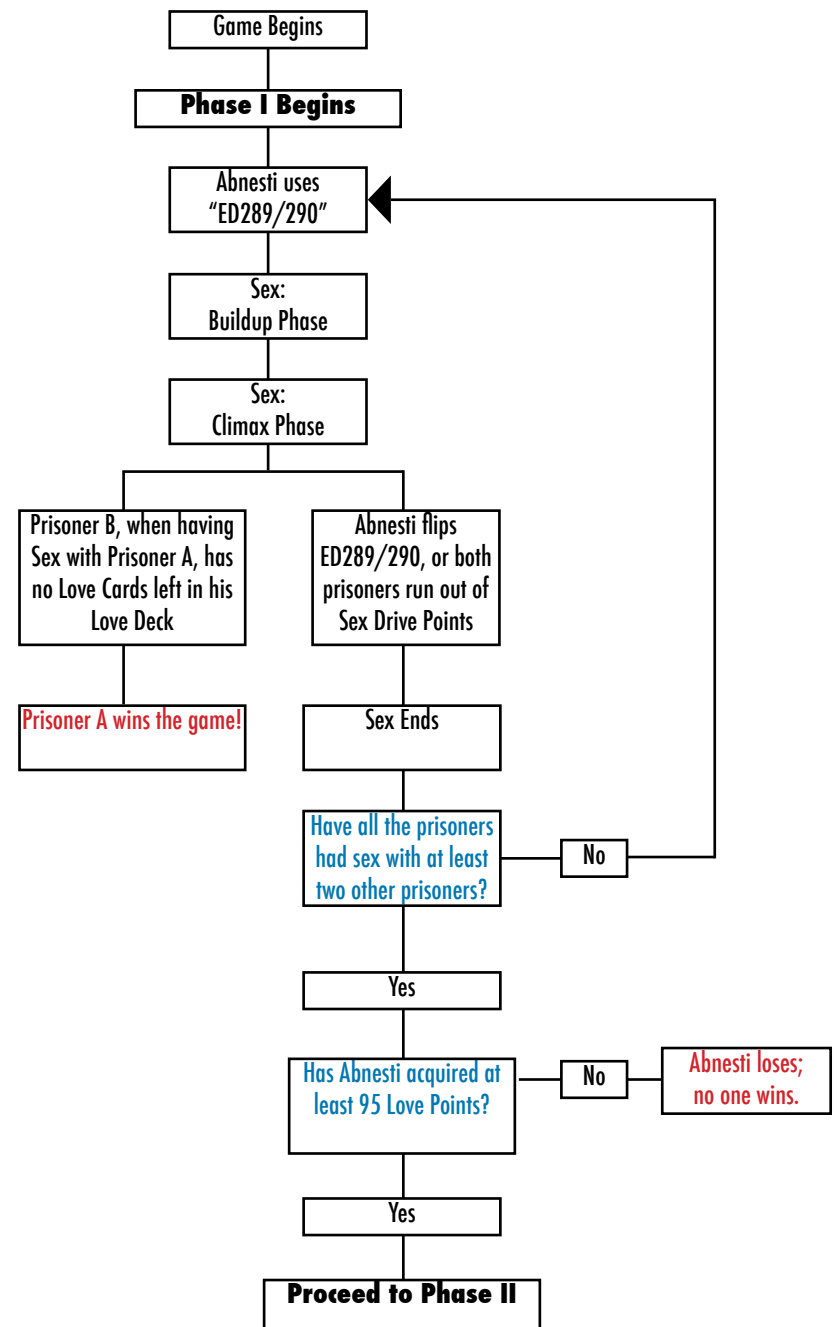 Game Begins
Phase I Begins
Abnesti uses
“ED289/290”
Sex:
Buildup Phase
Sex:
Climax Phase
Prisoner B, when having
Sex with Prisoner A, has
no Love Cards left in his
Love Deck
Prisoner A wins the game!
Abnesti flips
ED289/290, or both
prisoners run out of
Sex Drive Points
Sex Ends
Have all the prisoners
had sex with at least
two other prisoners?
No
Yes
Has Abnesti acquired at
least 95 Love Points?
No
Abnesti loses;
no one wins.
Yes
Proceed to Phase II